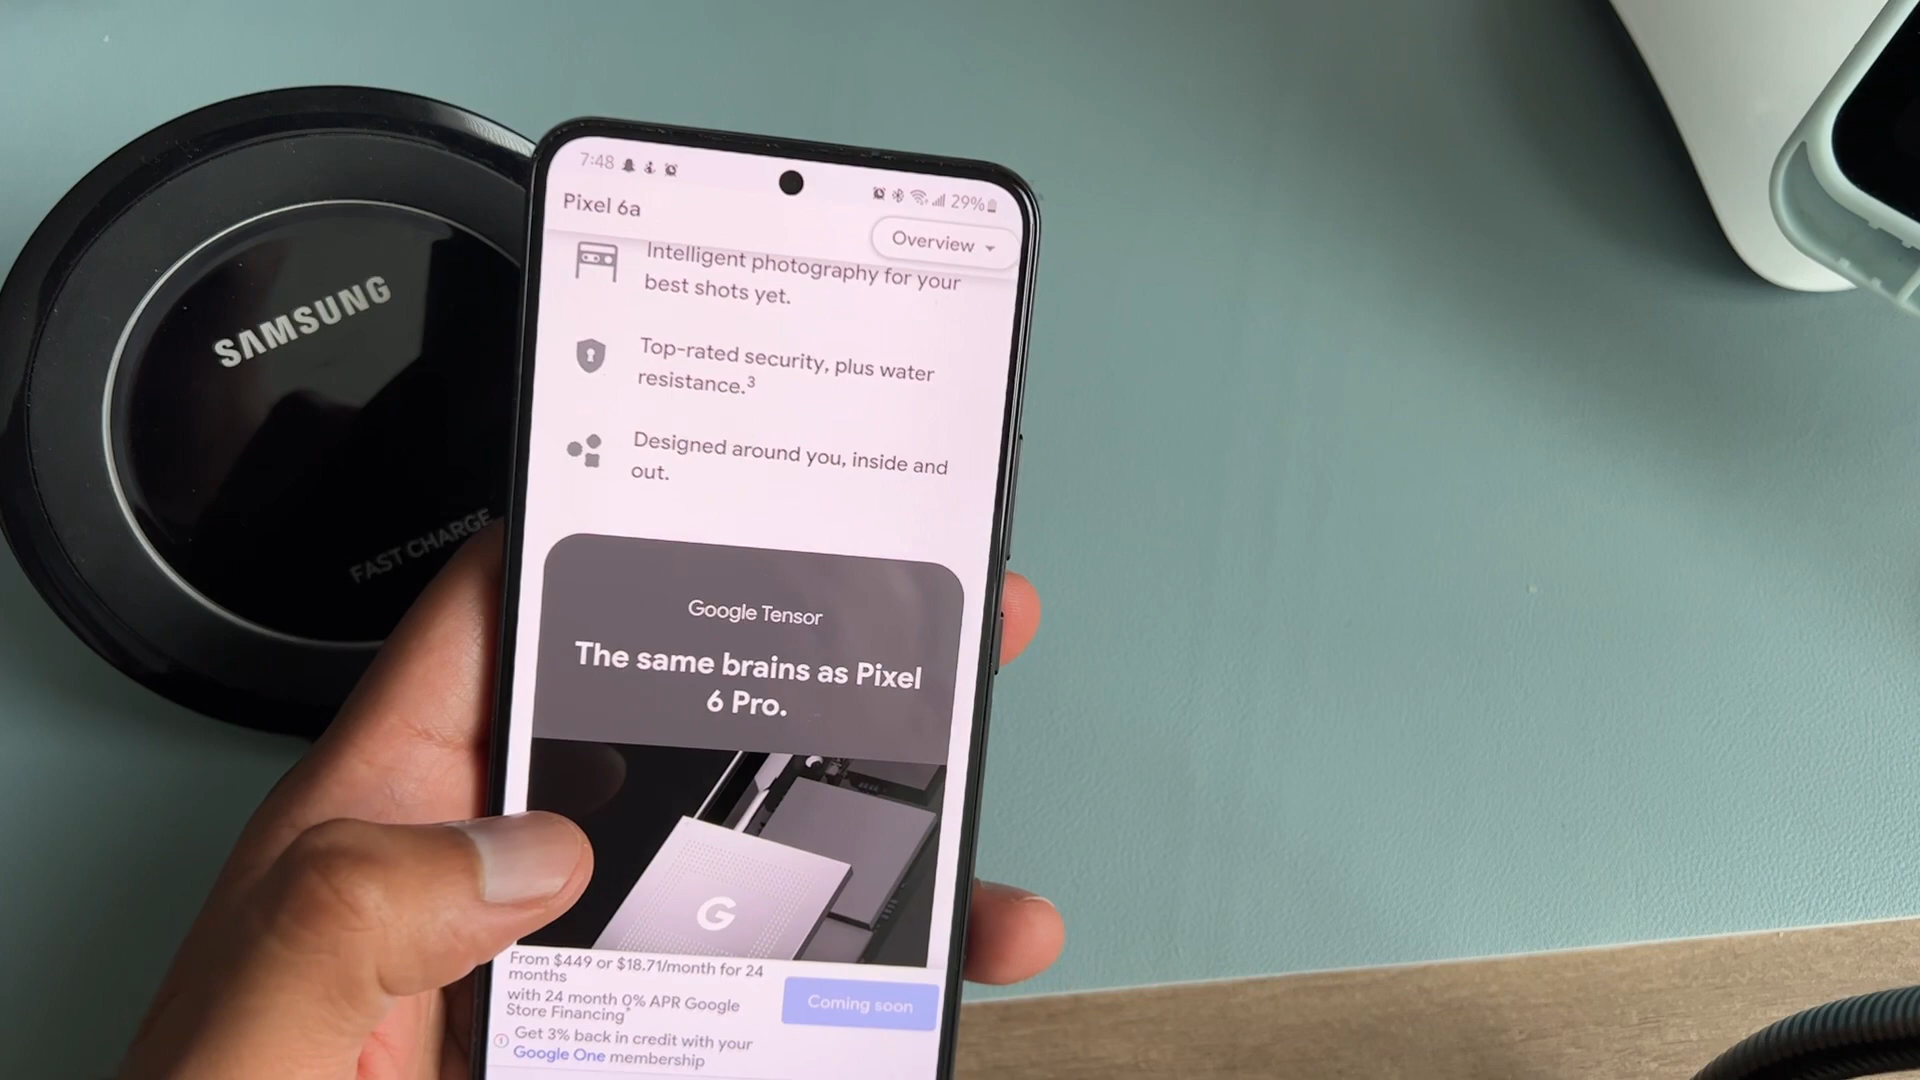 SAMSUNG
FAST CHARGE
7:48
29%
Pixel 6a
Overview
Intelligent photography for your
best shots yet.
Top-rated security, plus water
resistance.³
Designed around you, inside and
out.
Google Tensor
The same brains as Pixel
6 Pro.
G
From $449 or $18.71/month for 24
months
with 24 month 0% APR Google
Store Financing*
Coming soon
Get 3% back in credit with your
Google One membership